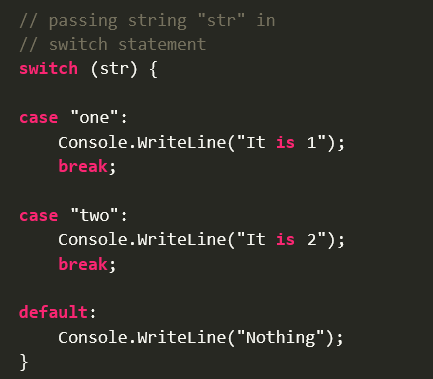 // passing string "str" in
// switch statement
switch (str) {
case "one":
Console.WriteLine("It is 1");
break;
case "two":
Console.WriteLine("It is 2");
break;
default:
Console.WriteLine("Nothing");
}